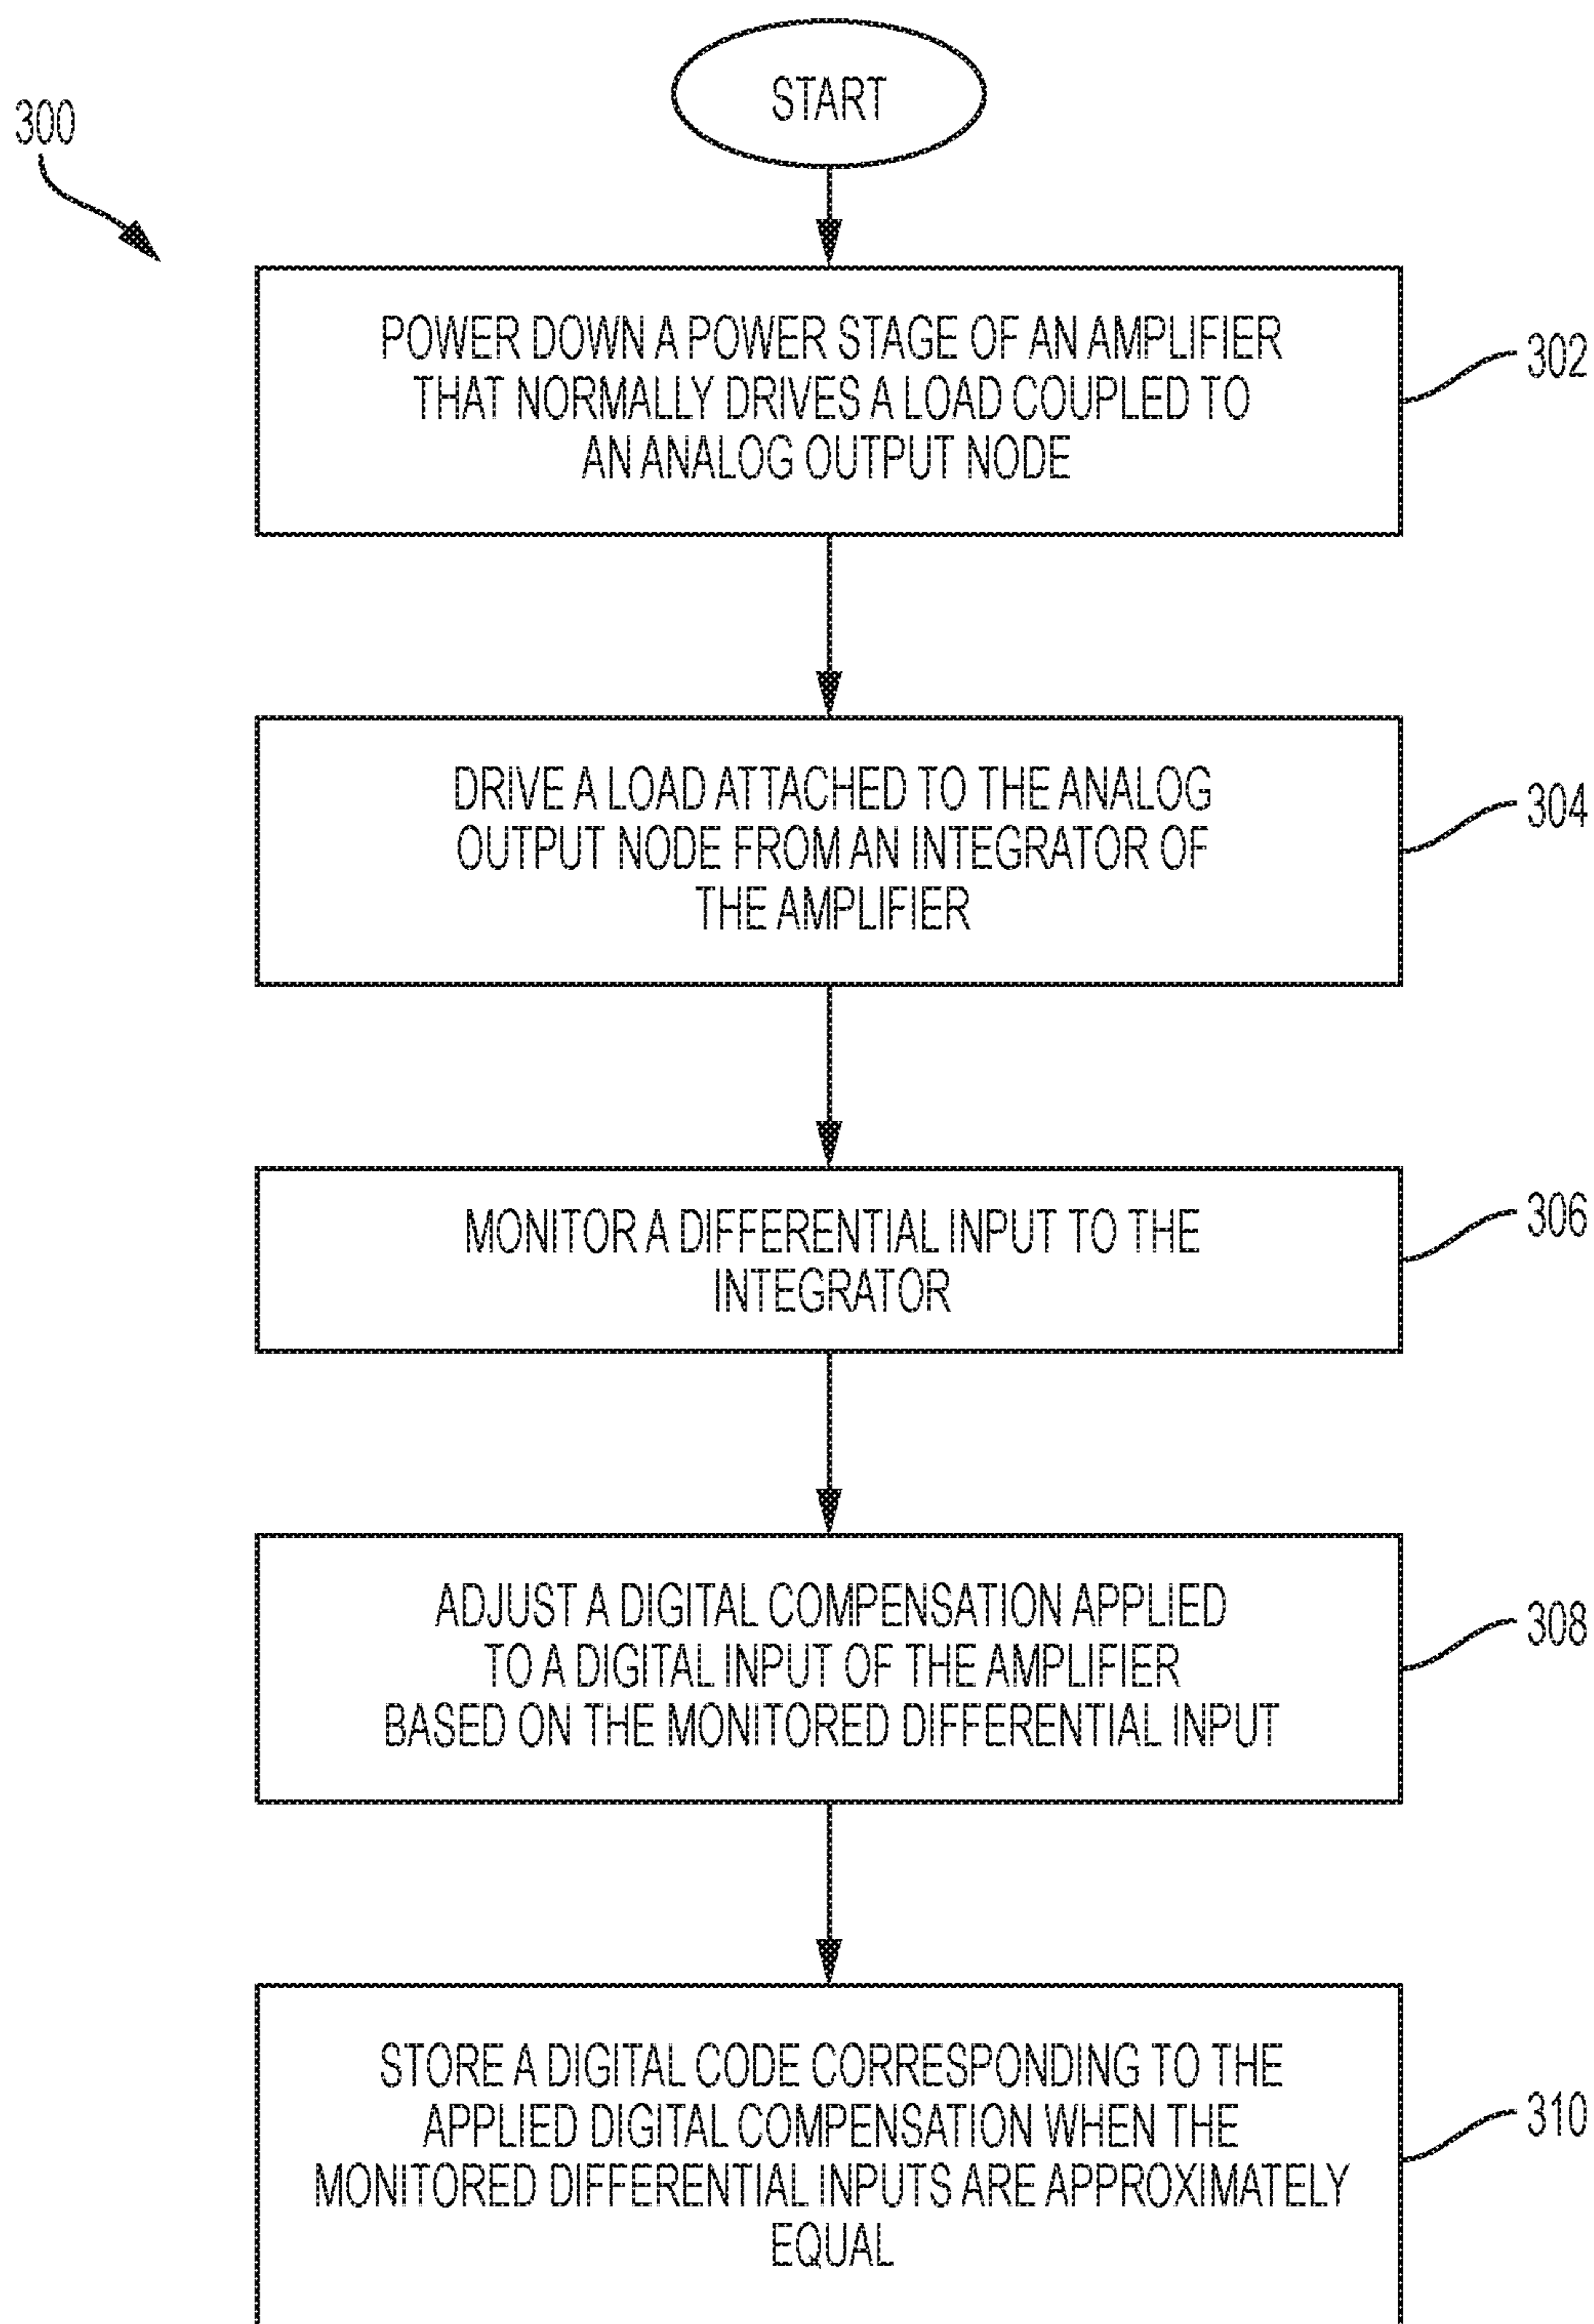 START
300
POWER DOWN A POWER STAGE OF AN AMPLIFIER
THAT NORMALLY DRIVES A LOAD COUPLED TO
AN ANALOG OUTPUT NODE
302
DRIVE A LOAD ATTACHED TO THE ANALOG
OUTPUT NODE FROM AN INTEGRATOR OF
THE AMPLIFIER
304
MONITOR A DIFFERENTIAL INPUT TO THE
INTEGRATOR
306
ADJUST A DIGITAL COMPENSATION APPLIED
TO A DIGITAL INPUT OF THE AMPLIFIER
BASED ON THE MONITORED DIFFERENTIAL INPUT
308
STORE A DIGITAL CODE CORRESPONDING TO THE
APPLIED DIGITAL COMPENSATION WHEN THE
MONITORED DIFFERENTIAL INPUTS ARE APPROXIMATELY
EQUAL
310